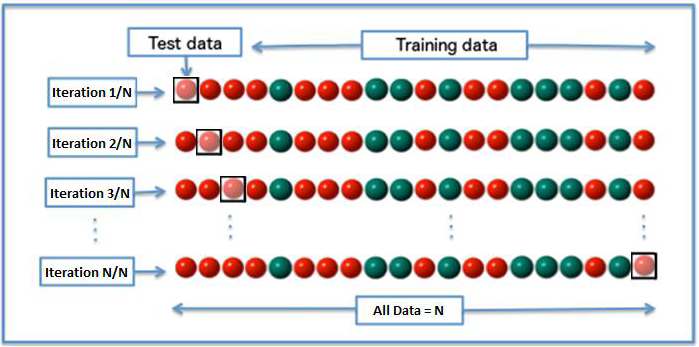 Test data
Training data
Iteration 1/N
Iteration 2/N
Iteration 3/N
Iteration N/N
All Data = N